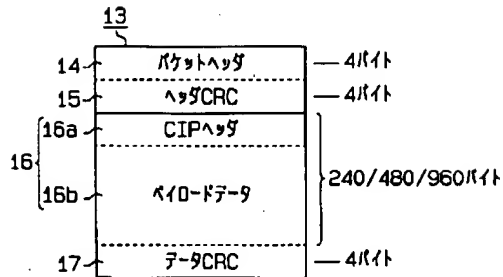 13
14 パケットヘッダ 4バイト
15 ヘッダCRC 4バイト
16 16a CIPヘッダ
16b ペイロードデータ 240/480/960バイト
17 データCRC 4バイト